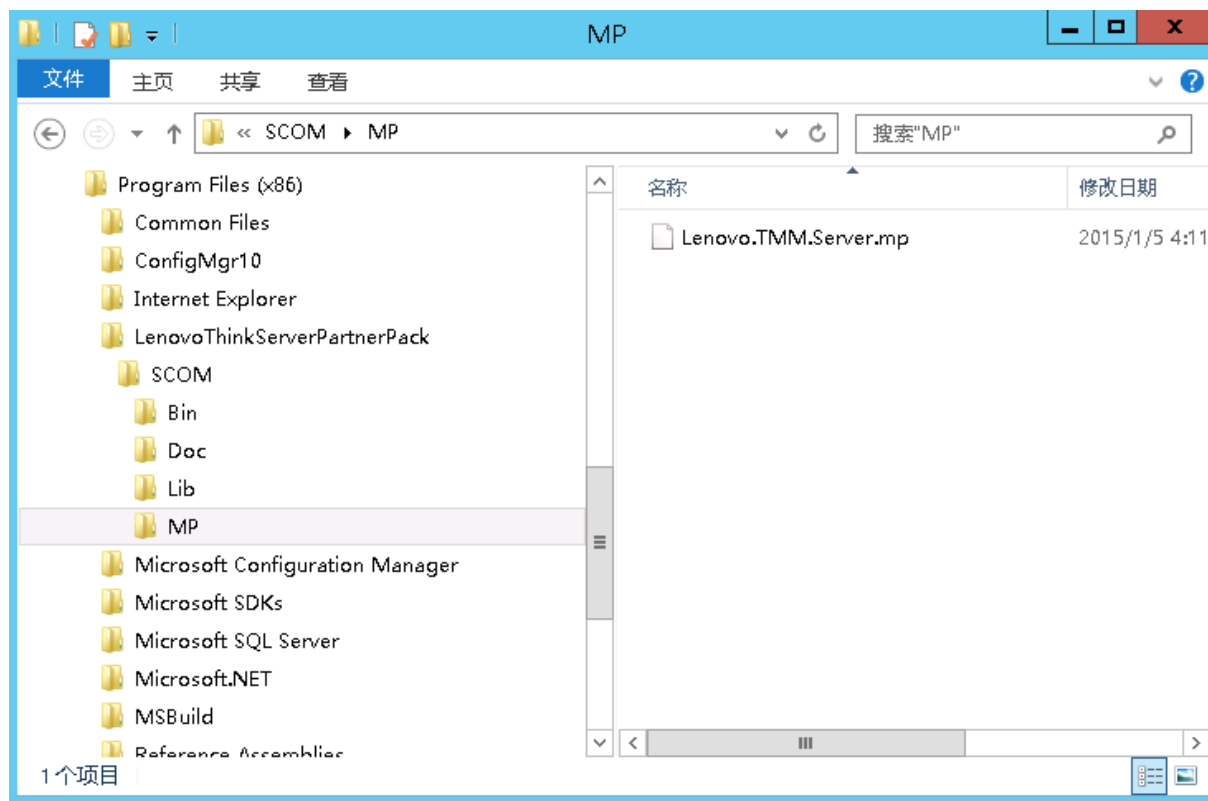 MP
文件 主页 共享 查看
« SCOM MP 搜索"MP"
Program Files (x86)
Common Files
ConfigMgr10
Internet Explorer
LenovoThinkServerPartnerPack
SCOM
Bin
Doc
Lib
MP
Microsoft Configuration Manager
Microsoft SDKs
Microsoft SQL Server
Microsoft.NET
MSBuild
Reference Assemblies
名称 修改日期
Lenovo.TMM.Server.mp 2015/1/5 4:11
1个项目